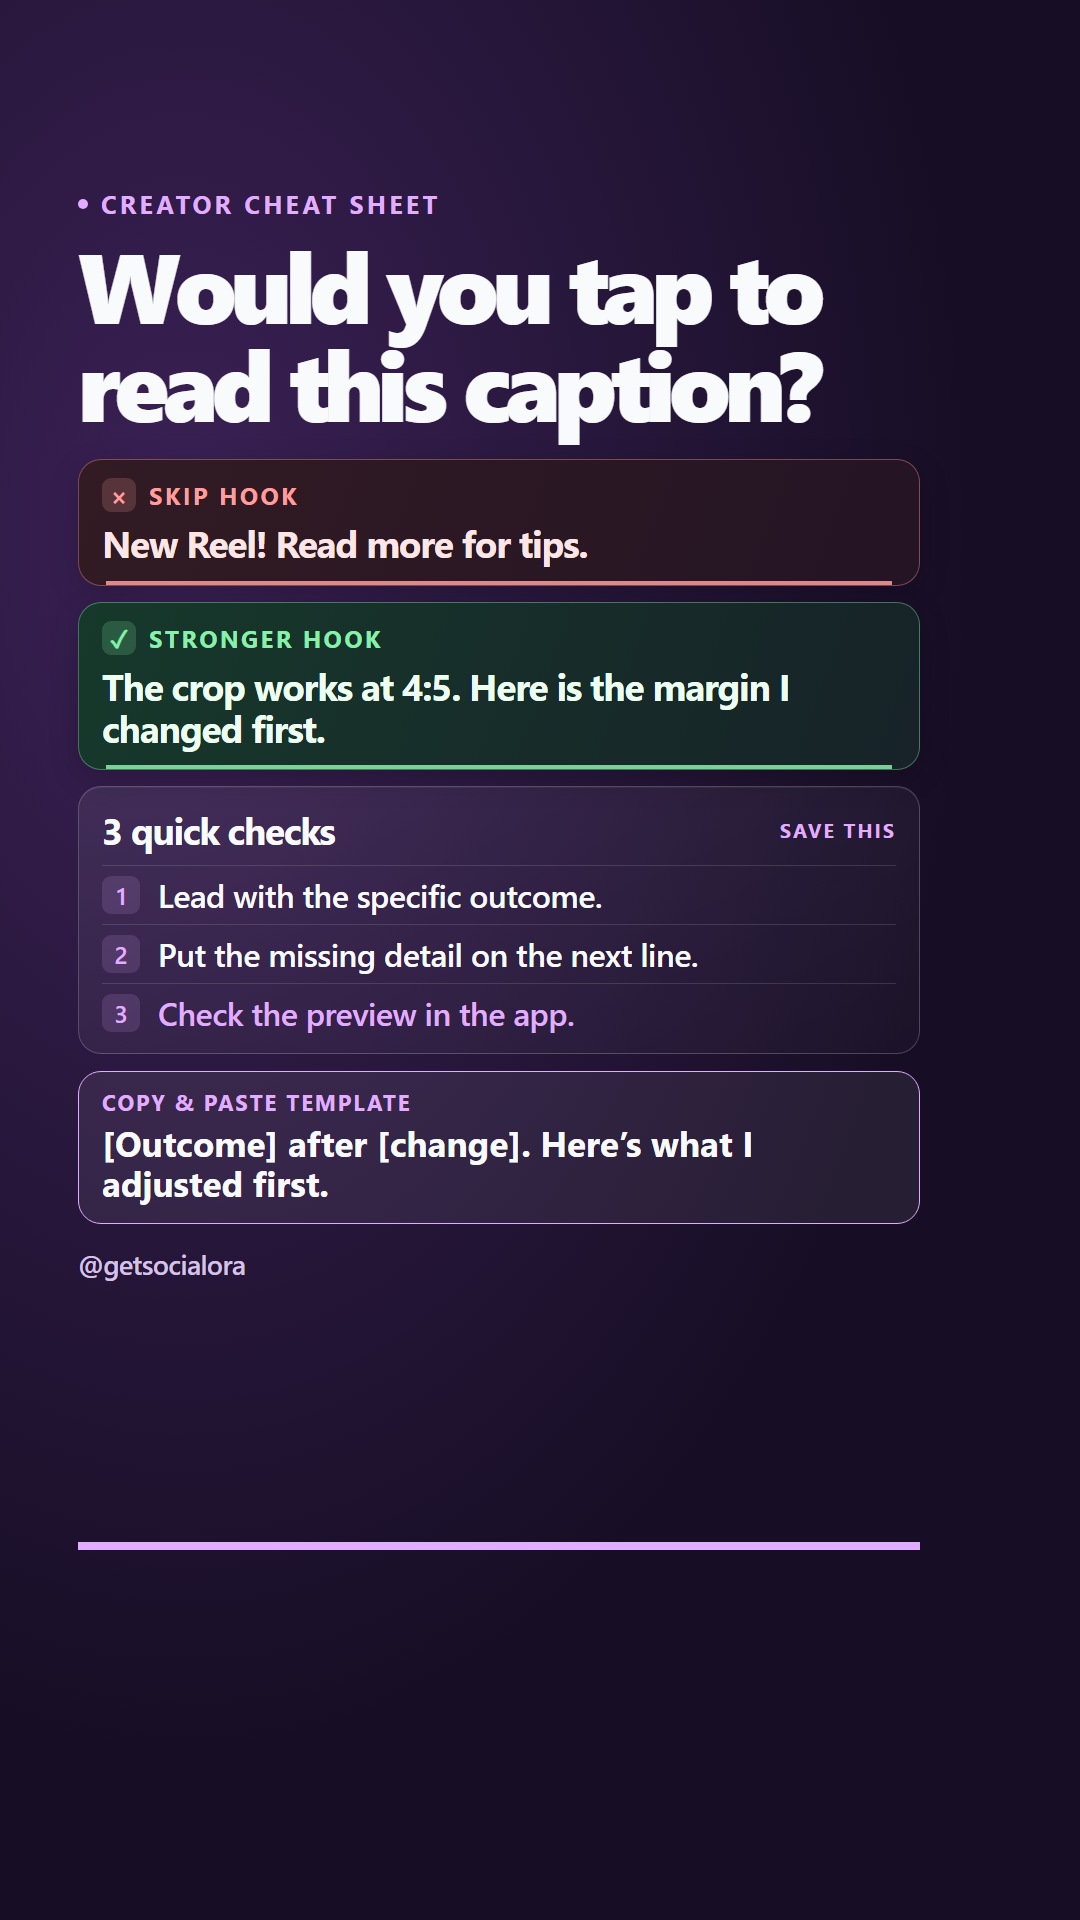 • CREATOR CHEAT SHEET
Would you tap to
read this caption?
× SKIP HOOK
New Reel! Read more for tips.
✓ STRONGER HOOK
The crop works at 4:5. Here is the margin I
changed first.
3 quick checks SAVE THIS
1 Lead with the specific outcome.
2 Put the missing detail on the next line.
3 Check the preview in the app.
COPY & PASTE TEMPLATE
[Outcome] after [change]. Here’s what I
adjusted first.
@getsocialora